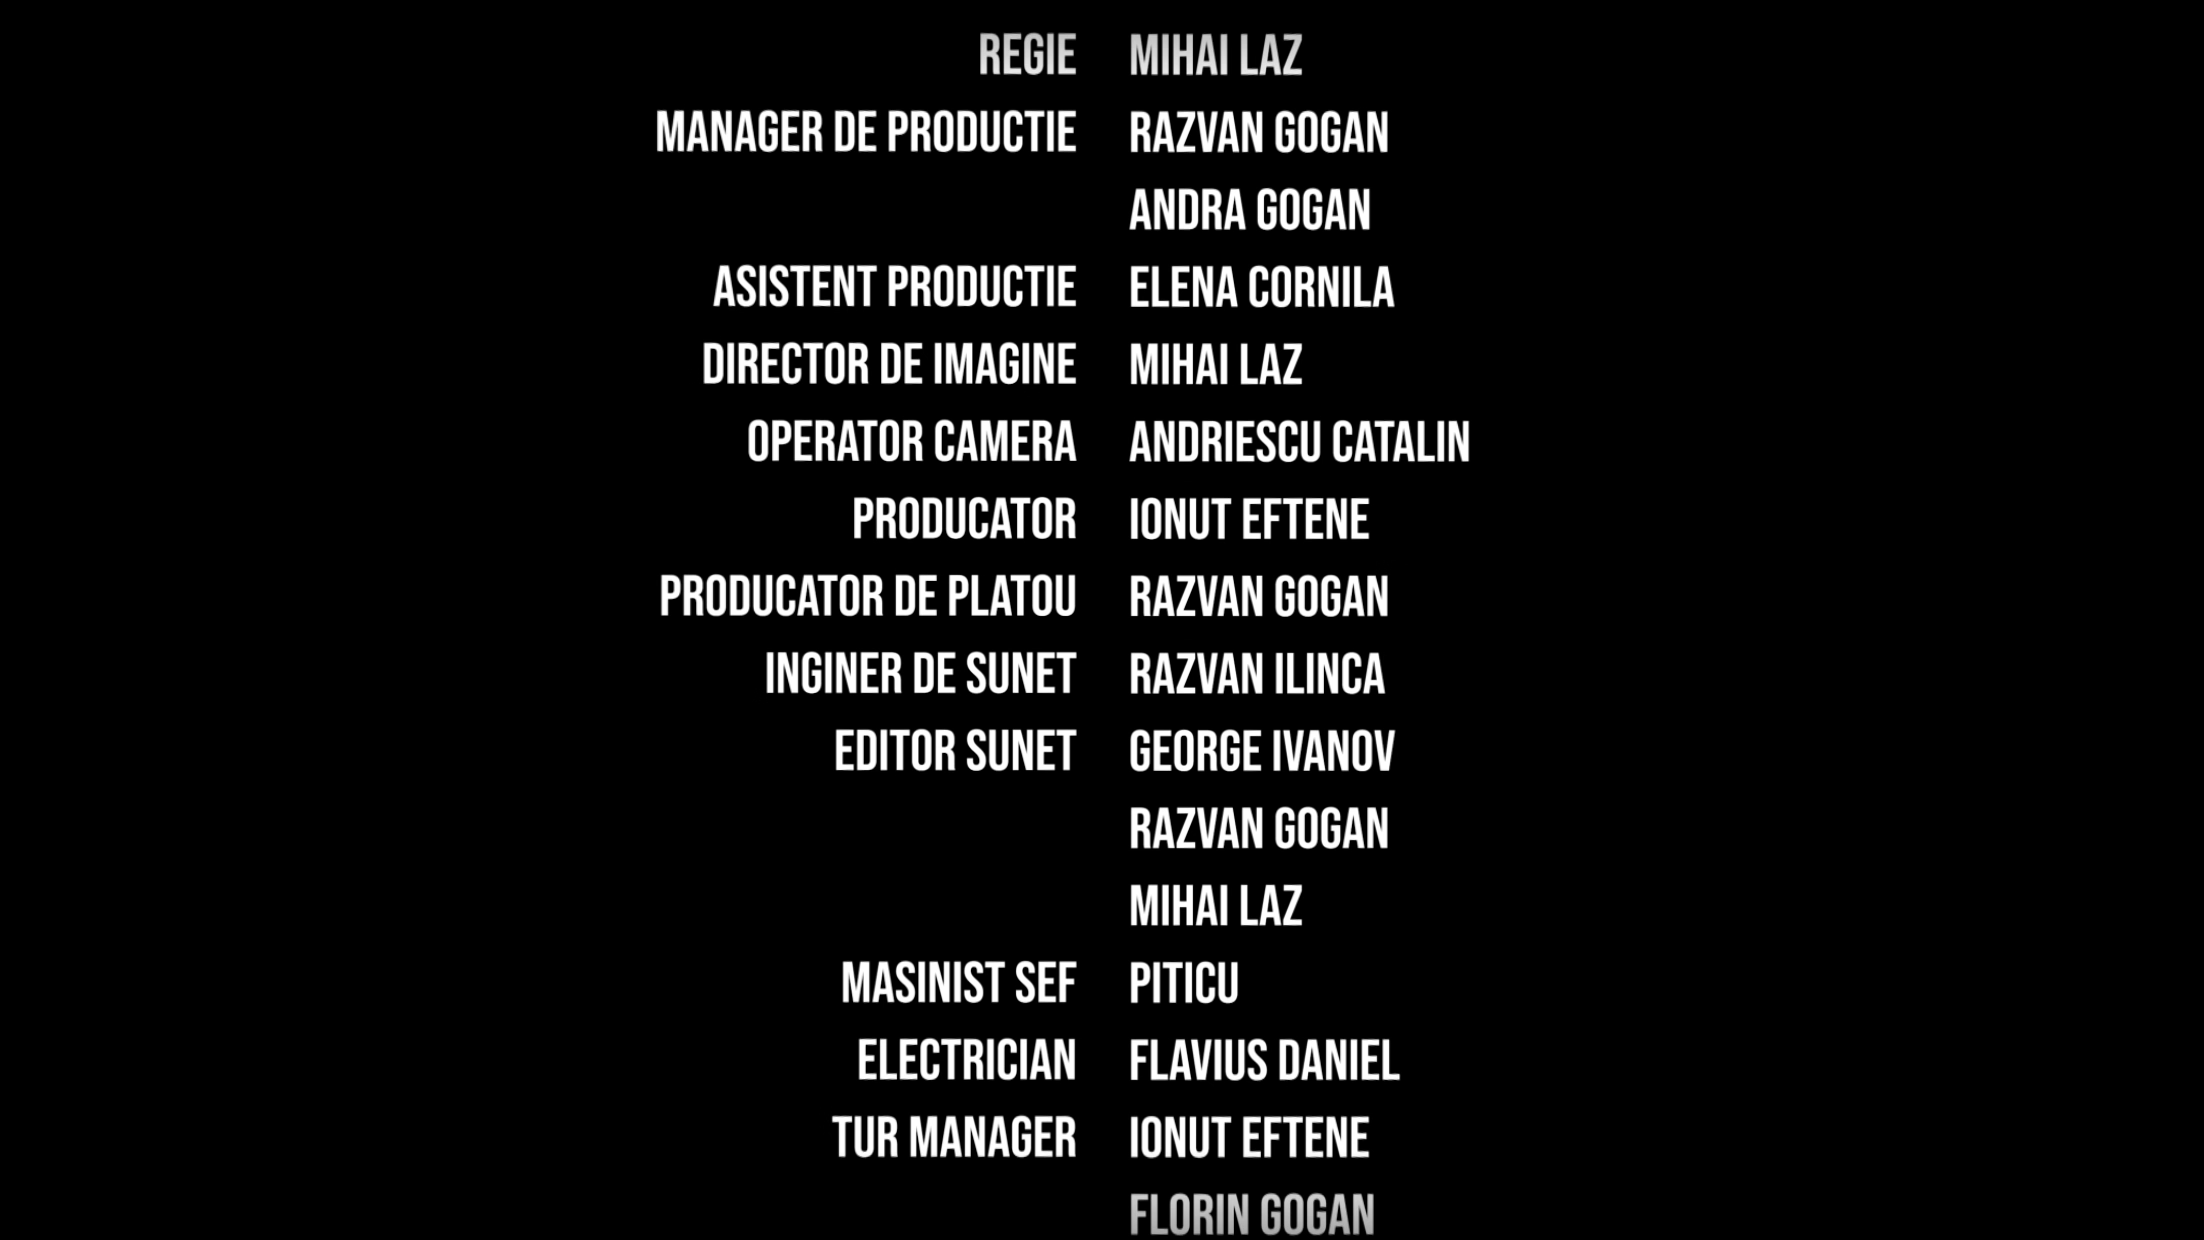 REGIE MIHAI LAZ
MANAGER DE PRODUCTIE RAZVAN GOGAN
ANDRA GOGAN
ASISTENT PRODUCTIE ELENA CORNILA
DIRECTOR DE IMAGINE MIHAI LAZ
OPERATOR CAMERA ANDRIESCU CATALIN
PRODUCATOR IONUT EFTENE
PRODUCATOR DE PLATOU RAZVAN GOGAN
INGINER DE SUNET RAZVAN ILINCA
EDITOR SUNET GEORGE IVANOV
RAZVAN GOGAN
MIHAI LAZ
MASINIST SEF PITICU
ELECTRICIAN FLAVIUS DANIEL
TUR MANAGER IONUT EFTENE
FLORIN GOGAN